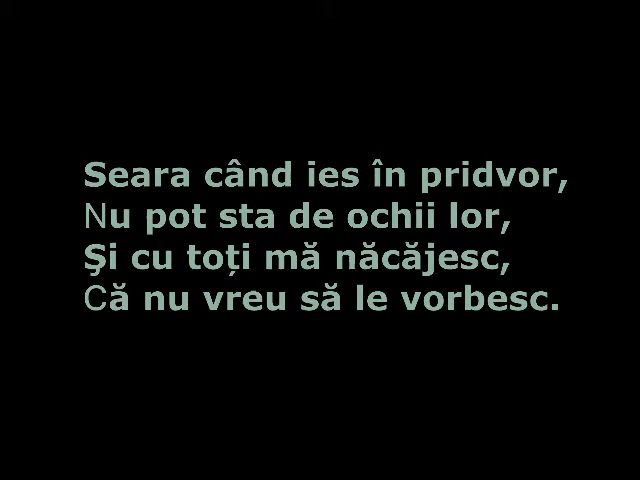 Seara când ies în pridvor,
Nu pot sta de ochii lor,
Şi cu toți mă năcăjesc,
Că nu vreu să le vorbesc.